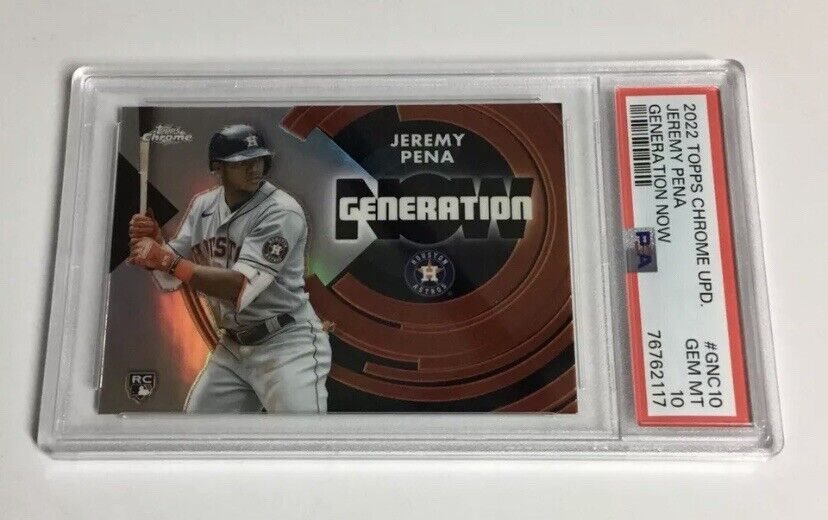 Topps
Chrome
JEREMY
PENA
NOW
GENERATION
HOUSTON
ASTROS
RC
2022 TOPPS CHROME UPD.
JEREMY PENA
GENERATION NOW
PSA
#GNC10
GEM MT
10
76762117